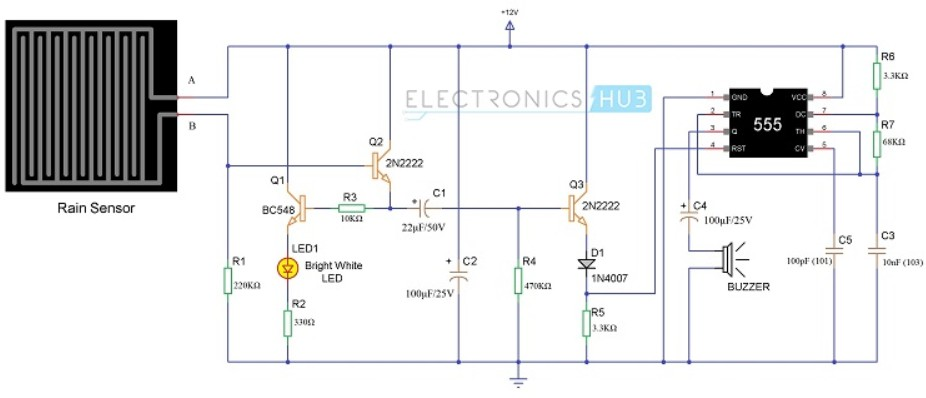 +12V
A
B
Rain Sensor
ELECTRONICS HUB
Q1
BC548
Q2
2N2222
R3
10KΩ
C1
+
22μF/50V
LED1
Bright White
LED
R1
220KΩ
R2
330Ω
+
C2
100μF/25V
R4
470KΩ
Q3
2N2222
D1
1N4007
R5
3.3KΩ
1
GND
VCC
8
2
TR
DC
7
3
Q
TH
6
4
RST
CV
5
555
R6
3.3KΩ
R7
68KΩ
+
C4
100μF/25V
BUZZER
C5
100pF (101)
C3
10nF (103)